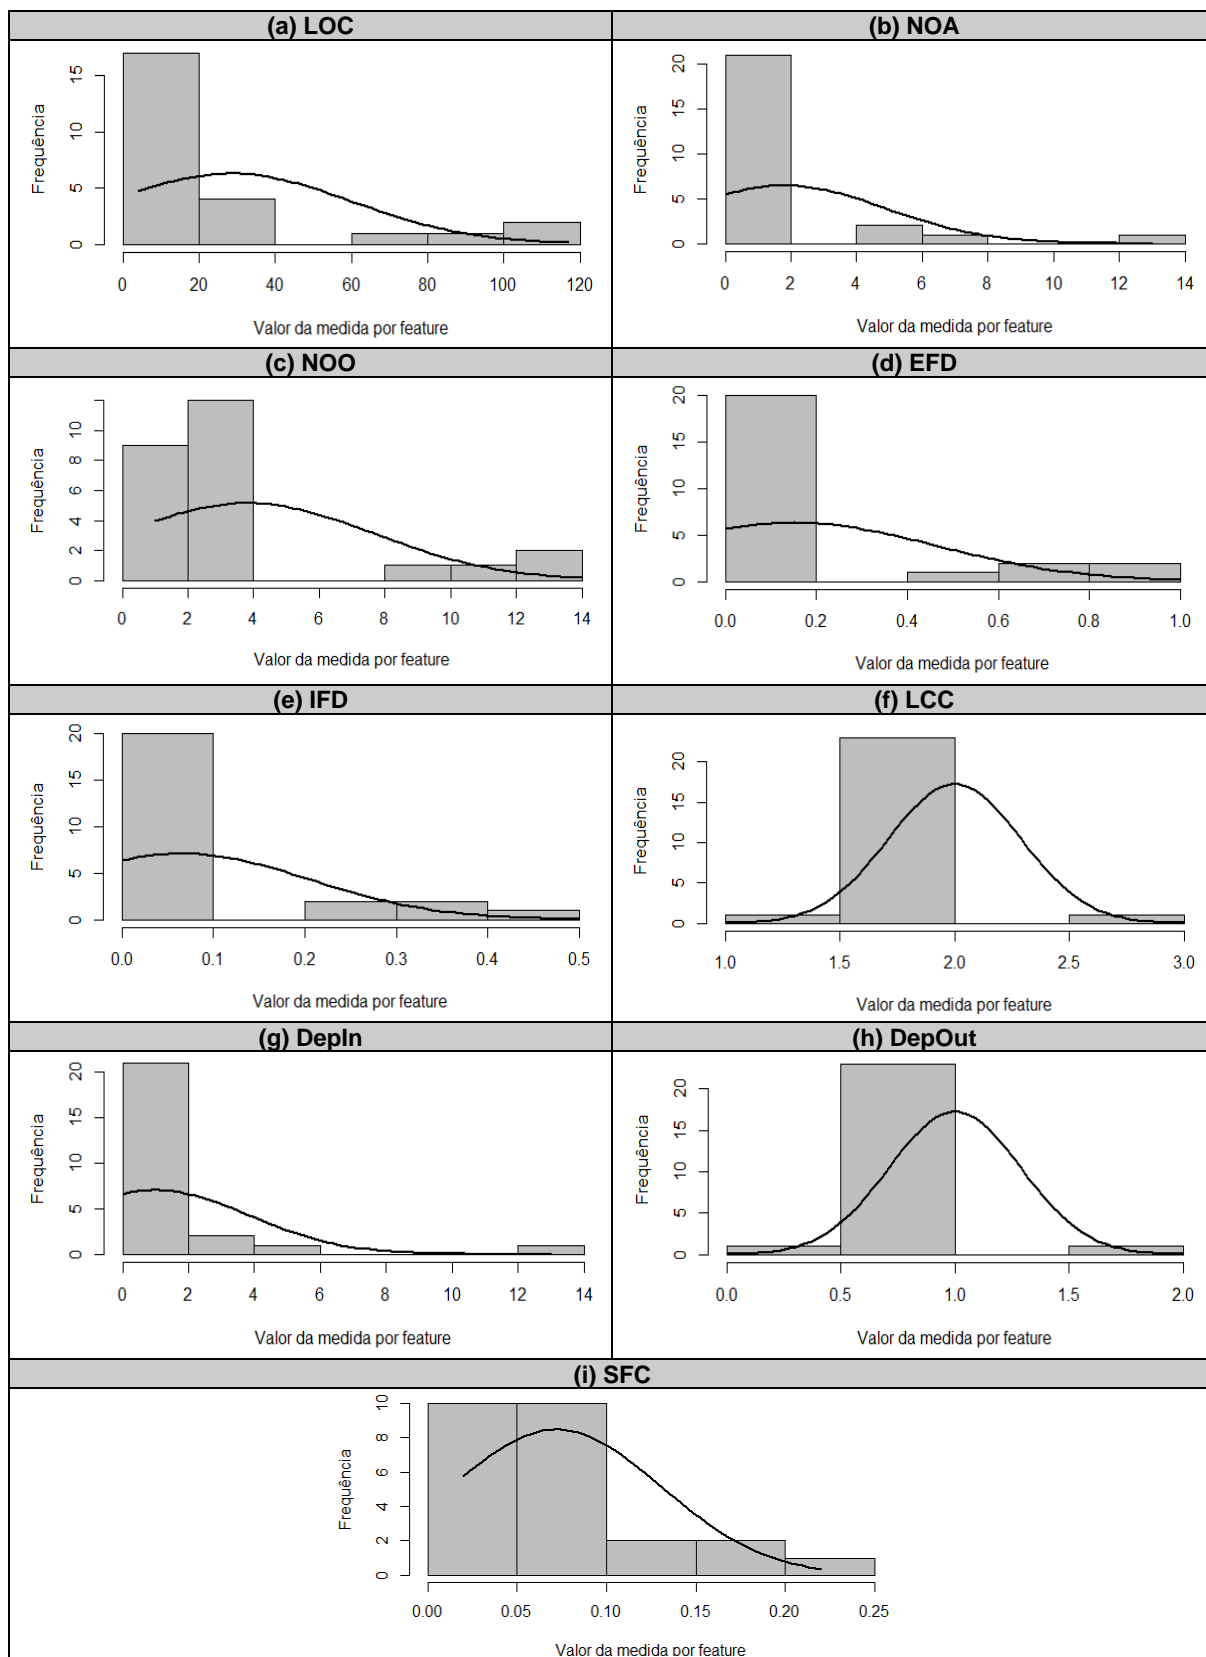 (a) LOC
(b) NOA
Frequência
0 5 10 15
0 20 40 60 80 100 120
Valor da medida por feature
Frequência
0 5 10 15 20
0 2 4 6 8 10 12 14
Valor da medida por feature
(c) NOO
(d) EFD
Frequência
0 2 4 6 8 10
0 2 4 6 8 10 12 14
Valor da medida por feature
Frequência
0 5 10 15 20
0.0 0.2 0.4 0.6 0.8 1.0
Valor da medida por feature
(e) IFD
(f) LCC
Frequência
0 5 10 15 20
0.0 0.1 0.2 0.3 0.4 0.5
Valor da medida por feature
Frequência
0 5 10 15 20
1.0 1.5 2.0 2.5 3.0
Valor da medida por feature
(g) DepIn
(h) DepOut
Frequência
0 5 10 15 20
0 2 4 6 8 10 12 14
Valor da medida por feature
Frequência
0 5 10 15 20
0.0 0.5 1.0 1.5 2.0
Valor da medida por feature
(i) SFC
Frequência
0 2 4 6 8 10
0.00 0.05 0.10 0.15 0.20 0.25
Valor da medida por feature